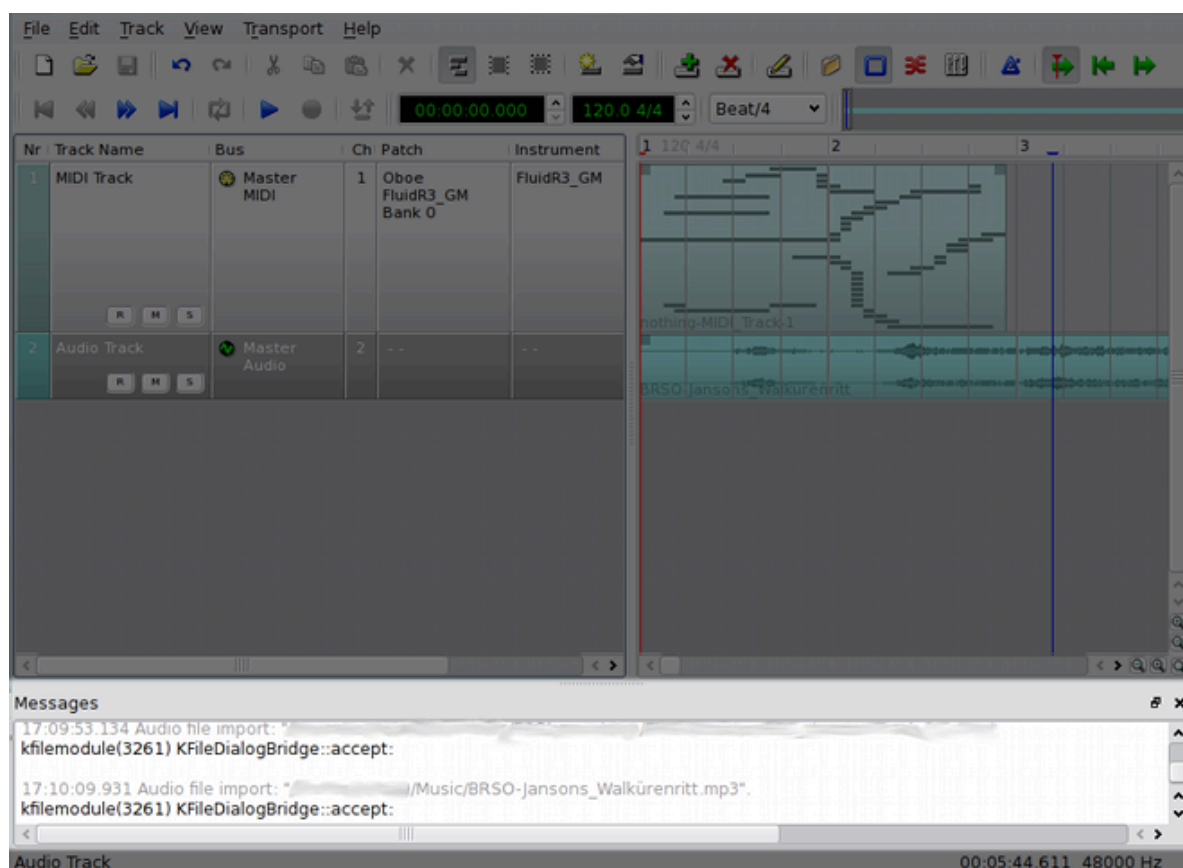 File Edit Track View Transport Help
00:00:00.000 120.0 4/4 Beat/4
Nr Track Name Bus Ch Patch Instrument
1 120 4/4 2 3
1 MIDI Track Master MIDI 1 Oboe FluidR3_GM Bank 0 FluidR3_GM
R M S
nothing-MIDI_Track-1
2 Audio Track Master Audio 2 - - - -
R M S
BRSO-Jansons_Walkürenritt
Messages
17:09:53.134 Audio file import: "
kfilemodule(3261) KFileDialogBridge::accept:
17:10:09.931 Audio file import: "/Music/BRSO-Jansons_Walkürenritt.mp3".
kfilemodule(3261) KFileDialogBridge::accept:
Audio Track 00:05:44.611 48000 Hz